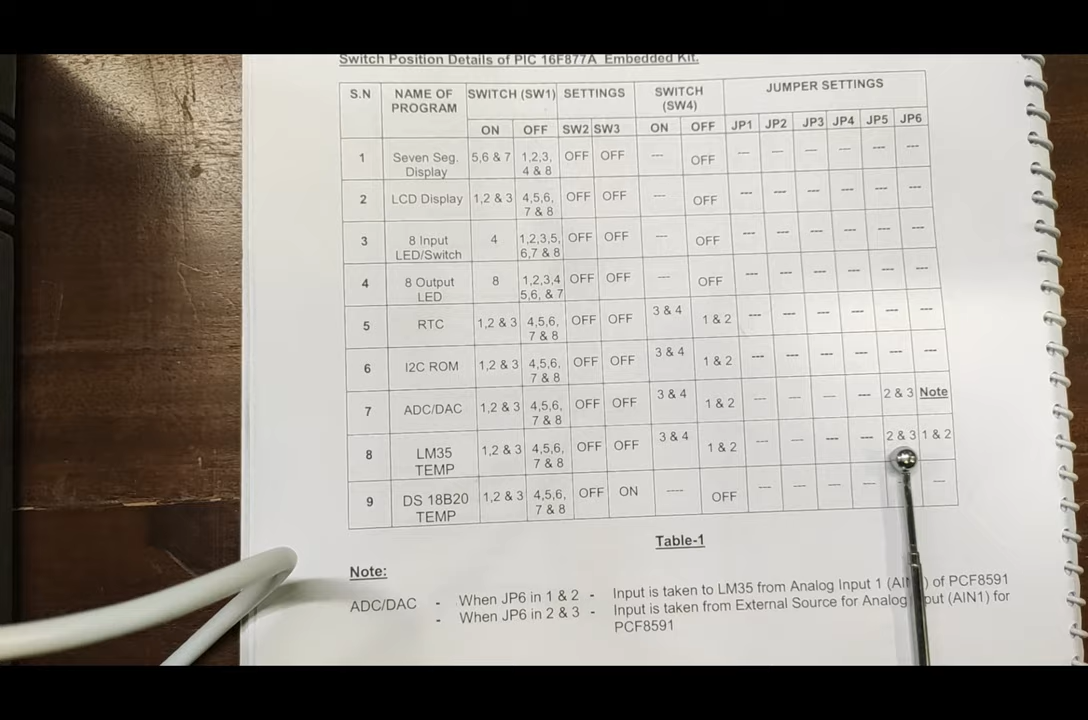 Switch Position Details of PIC 16F877A Embedded Kit.
S.N NAME OF PROGRAM SWITCH (SW1) SETTINGS SWITCH (SW4) JUMPER SETTINGS
ON OFF SW2 SW3 ON OFF JP1 JP2 JP3 JP4 JP5 JP6
1 Seven Seg. Display 5,6 & 7 1,2,3, 4 & 8 OFF OFF --- OFF --- --- --- --- --- ---
2 LCD Display 1,2 & 3 4,5,6, 7 & 8 OFF OFF --- OFF --- --- --- --- --- ---
3 8 Input LED/Switch 4 1,2,3,5, 6,7 & 8 OFF OFF --- OFF --- --- --- --- --- ---
4 8 Output LED 8 1,2,3,4 5,6, & 7 OFF OFF --- OFF --- --- --- --- --- ---
5 RTC 1,2 & 3 4,5,6, 7 & 8 OFF OFF 3 & 4 1 & 2 --- --- --- --- --- ---
6 I2C ROM 1,2 & 3 4,5,6, 7 & 8 OFF OFF 3 & 4 1 & 2 --- --- --- --- --- ---
7 ADC/DAC 1,2 & 3 4,5,6, 7 & 8 OFF OFF 3 & 4 1 & 2 --- --- --- --- 2 & 3 Note
8 LM35 TEMP 1,2 & 3 4,5,6, 7 & 8 OFF OFF 3 & 4 1 & 2 --- --- --- --- 2 & 3 1 & 2
9 DS 18B20 TEMP 1,2 & 3 4,5,6, 7 & 8 OFF ON ---- OFF --- --- --- --- --- ---
Table-1
Note:
ADC/DAC - When JP6 in 1 & 2 - Input is taken to LM35 from Analog Input 1 (AIN1) of PCF8591
- When JP6 in 2 & 3 - Input is taken from External Source for Analog Input (AIN1) for
PCF8591